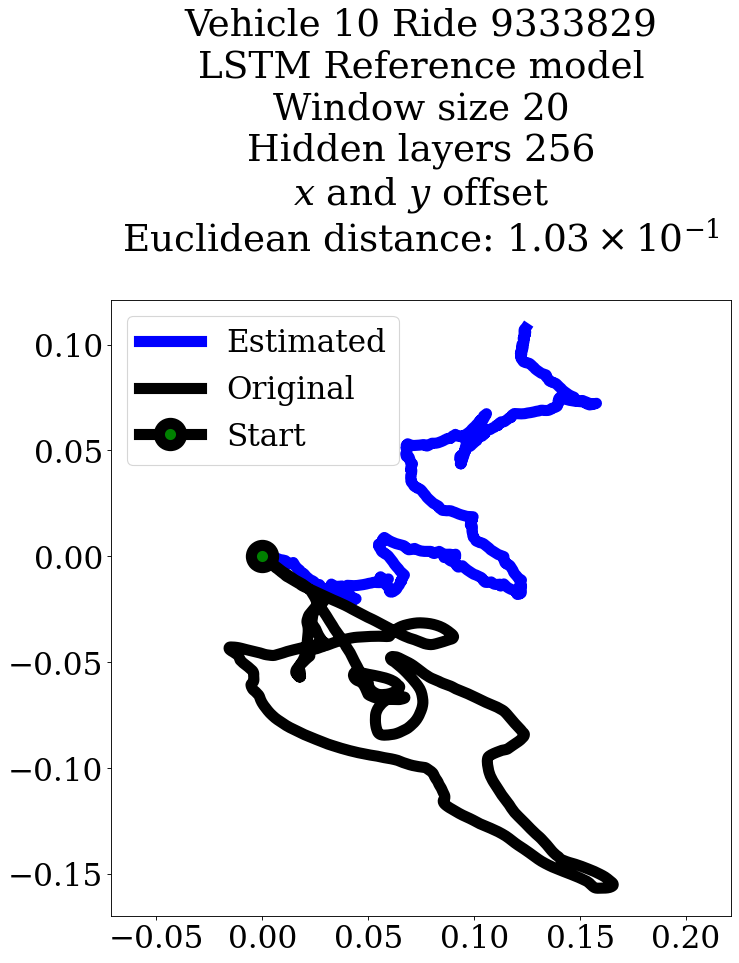 Vehicle 10 Ride 9333829
LSTM Reference model
Window size 20
Hidden layers 256
x and y offset
Euclidean distance: 1.03 × 10⁻¹
Estimated
Original
Start
0.10
0.05
0.00
−0.05
−0.10
−0.15
−0.05 0.00 0.05 0.10 0.15 0.20